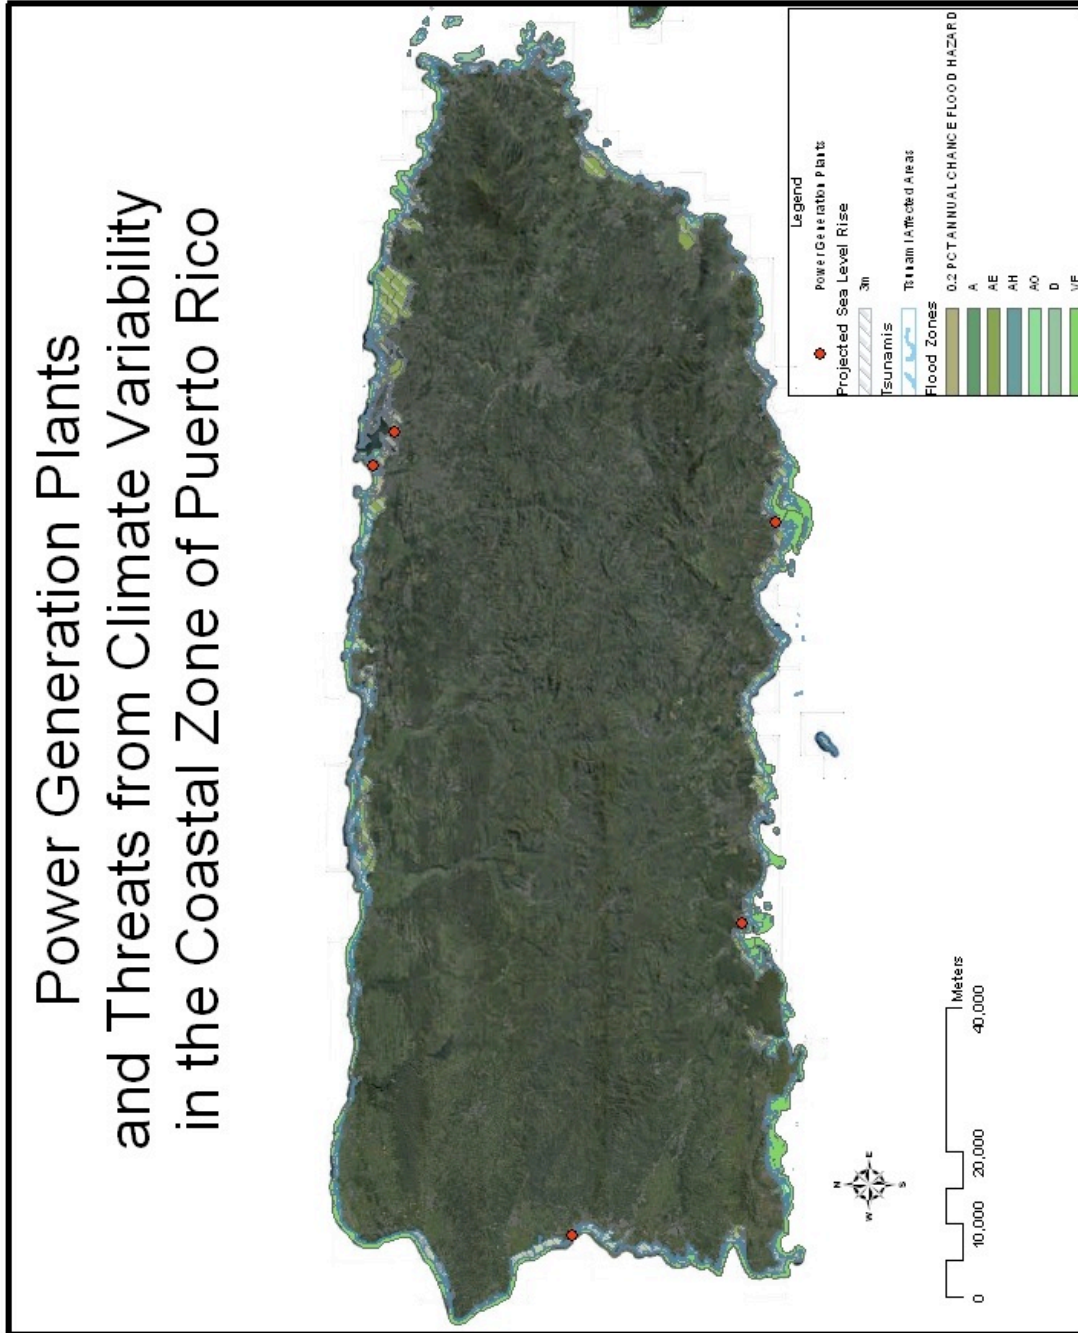 Power Generation Plants
and Threats from Climate Variability
in the Coastal Zone of Puerto Rico
Legend
Power Generation Plants
Projected Sea Level Rise
3m
Tsunamis
Tsunami Affected Areas
Flood Zones
0.2 PCT ANNUAL CHANCE FLOOD HAZARD
A
AE
AH
AO
D
VE
N
W
E
S
Meters
0
10,000
20,000
40,000